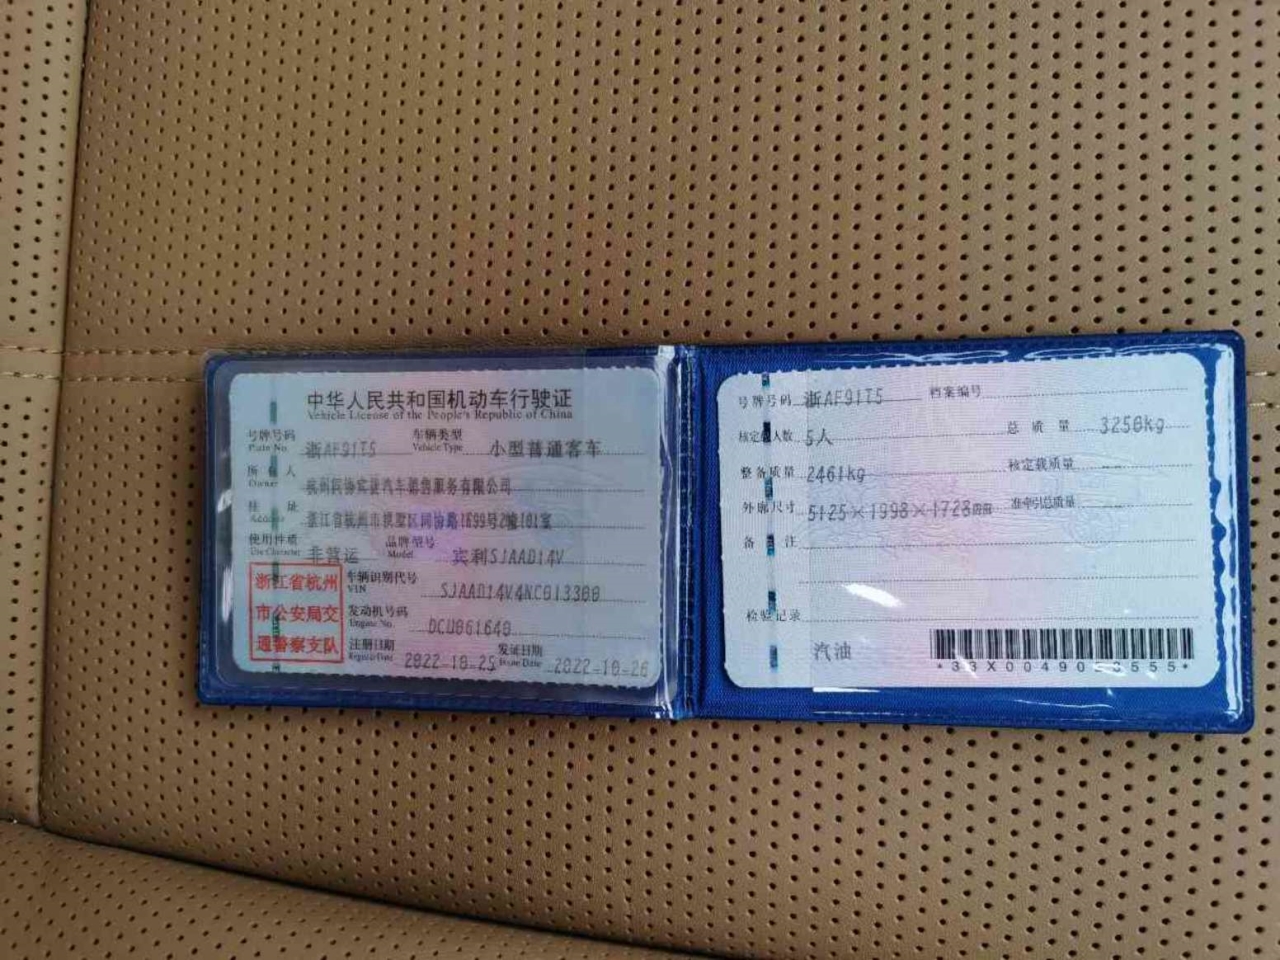 中华人民共和国机动车行驶证
Vehicle License of the People's Republic of China
号牌号码 浙AF91T5 车辆类型 小型普通客车
Plate No. Vehicle Type
所有人 杭州同协宾捷汽车销售服务有限公司
Owner
住址 浙江省杭州市拱墅区同协路1699号2幢101室
Address
使用性质 非营运 品牌型号 宾利SJAAD14V
Use Character Model
浙江省杭州
市公安局交
通警察支队
车辆识别代号 SJAAD14V4NC013300
VIN
发动机号码 DCU061640
Engine No.
注册日期 2022-10-25 发证日期 2022-10-26
Register Date Issue Date
号牌号码 浙AF91T5 档案编号
核定载人数 5人 总质量 3250kg
整备质量 2461kg 核定载质量 --
外廓尺寸 5125×1998×1728mm 准牵引总质量 --
备注
检验记录
汽油